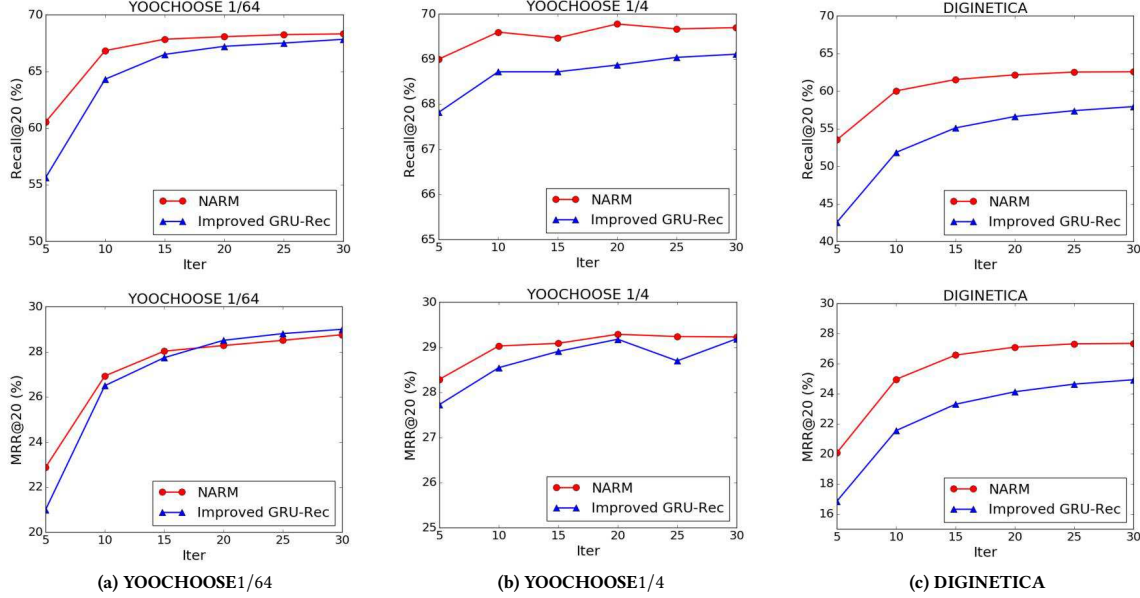 YOOCHOOSE 1/64
Recall@20 (%)
70
65
60
55
50
5 10 15 20 25 30
Iter
NARM
Improved GRU-Rec
YOOCHOOSE 1/4
Recall@20 (%)
70
69
68
67
66
65
5 10 15 20 25 30
Iter
NARM
Improved GRU-Rec
DIGINETICA
Recall@20 (%)
70
65
60
55
50
45
40
5 10 15 20 25 30
Iter
NARM
Improved GRU-Rec
YOOCHOOSE 1/64
MRR@20 (%)
30
28
26
24
22
20
5 10 15 20 25 30
Iter
NARM
Improved GRU-Rec
YOOCHOOSE 1/4
MRR@20 (%)
30
29
28
27
26
25
5 10 15 20 25 30
Iter
NARM
Improved GRU-Rec
DIGINETICA
MRR@20 (%)
30
28
26
24
22
20
18
16
5 10 15 20 25 30
Iter
NARM
Improved GRU-Rec
(a) YOOCHOOSE1/64
(b) YOOCHOOSE1/4
(c) DIGINETICA